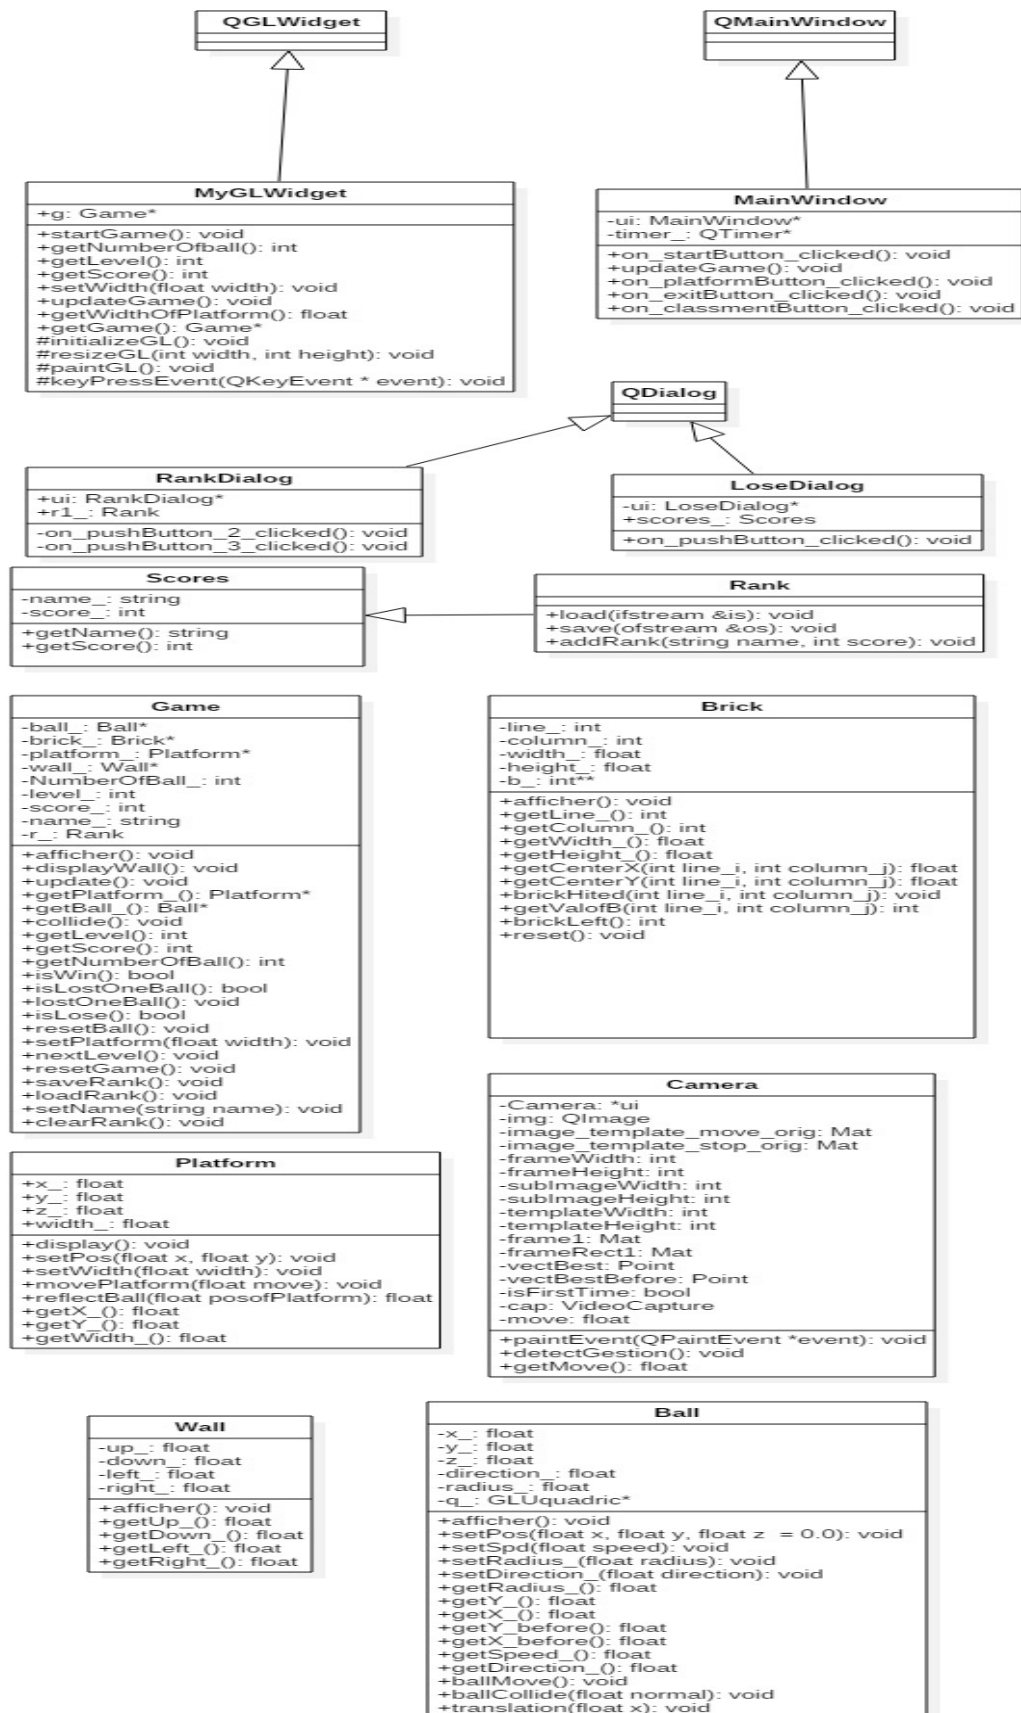 QGLWidget
QMainWindow
MyGLWidget
+g: Game*
+startGame(): void
+getNumberOfball(): int
+getLevel(): int
+getScore(): int
+setWidth(float width): void
+updateGame(): void
+getWidthOfPlatform(): float
+getGame(): Game*
#initializeGL(): void
#resizeGL(int width, int height): void
#paintGL(): void
#keyPressEvent(QKeyEvent * event): void
MainWindow
-ui: MainWindow*
-timer_: QTimer*
+on_startButton_clicked(): void
+updateGame(): void
+on_platformButton_clicked(): void
+on_exitButton_clicked(): void
+on_classmentButton_clicked(): void
QDialog
RankDialog
+ui: RankDialog*
+r1_: Rank
-on_pushButton_2_clicked(): void
-on_pushButton_3_clicked(): void
LoseDialog
-ui: LoseDialog*
+scores_: Scores
+on_pushButton_clicked(): void
Scores
-name_: string
-score_: int
+getName(): string
+getScore(): int
Rank
+load(ifstream &is): void
+save(ofstream &os): void
+addRank(string name, int score): void
Game
-ball_: Ball*
-brick_: Brick*
-platform_: Platform*
-wall_: Wall*
-NumberOfBall_: int
-level_: int
-score_: int
-name_: string
-r_: Rank
+afficher(): void
+displayWall(): void
+update(): void
+getPlatform_(): Platform*
+getBall_(): Ball*
+collide(): void
+getLevel(): int
+getScore(): int
+getNumberOfBall(): int
+isWin(): bool
+isLostOneBall(): bool
+lostOneBall(): void
+isLose(): bool
+resetBall(): void
+setPlatform(float width): void
+nextLevel(): void
+resetGame(): void
+saveRank(): void
+loadRank(): void
+setName(string name): void
+clearRank(): void
Brick
-line_: int
-column_: int
-width_: float
-height_: float
-b_: int**
+afficher(): void
+getLine_(): int
+getColumn_(): int
+getWidth_(): float
+getHeight_(): float
+getCenterX(int line_i, int column_j): float
+getCenterY(int line_i, int column_j): float
+brickHited(int line_i, int column_j): void
+getValofB(int line_i, int column_j): int
+brickLeft(): int
+reset(): void
Camera
-Camera: *ui
-img: QImage
-image_template_move_orig: Mat
-image_template_stop_orig: Mat
-frameWidth: int
-frameHeight: int
-subImageWidth: int
-subImageHeight: int
-templateWidth: int
-templateHeight: int
-frame1: Mat
-frameRect1: Mat
-vectBest: Point
-vectBestBefore: Point
-isFirstTime: bool
-cap: VideoCapture
-move: float
+paintEvent(QPaintEvent *event): void
+detectGestion(): void
+getMove(): float
Platform
+x_: float
+y_: float
+z_: float
+width_: float
+display(): void
+setPos(float x, float y): void
+setWidth(float width): void
+movePlatform(float move): void
+reflectBall(float posofPlatform): float
+getX_(): float
+getY_(): float
+getWidth_(): float
Wall
-up_: float
-down_: float
-left_: float
-right_: float
+afficher(): void
+getUp_(): float
+getDown_(): float
+getLeft_(): float
+getRight_(): float
Ball
-x_: float
-y_: float
-z_: float
-direction_: float
-radius_: float
-q_: GLUquadric*
+afficher(): void
+setPos(float x, float y, float z = 0.0): void
+setSpd(float speed): void
+setRadius_(float radius): void
+setDirection_(float direction): void
+getRadius_(): float
+getY_(): float
+getX_(): float
+getY_before(): float
+getX_before(): float
+getSpeed_(): float
+getDirection_(): float
+ballMove(): void
+ballCollide(float normal): void
+translation(float x): void